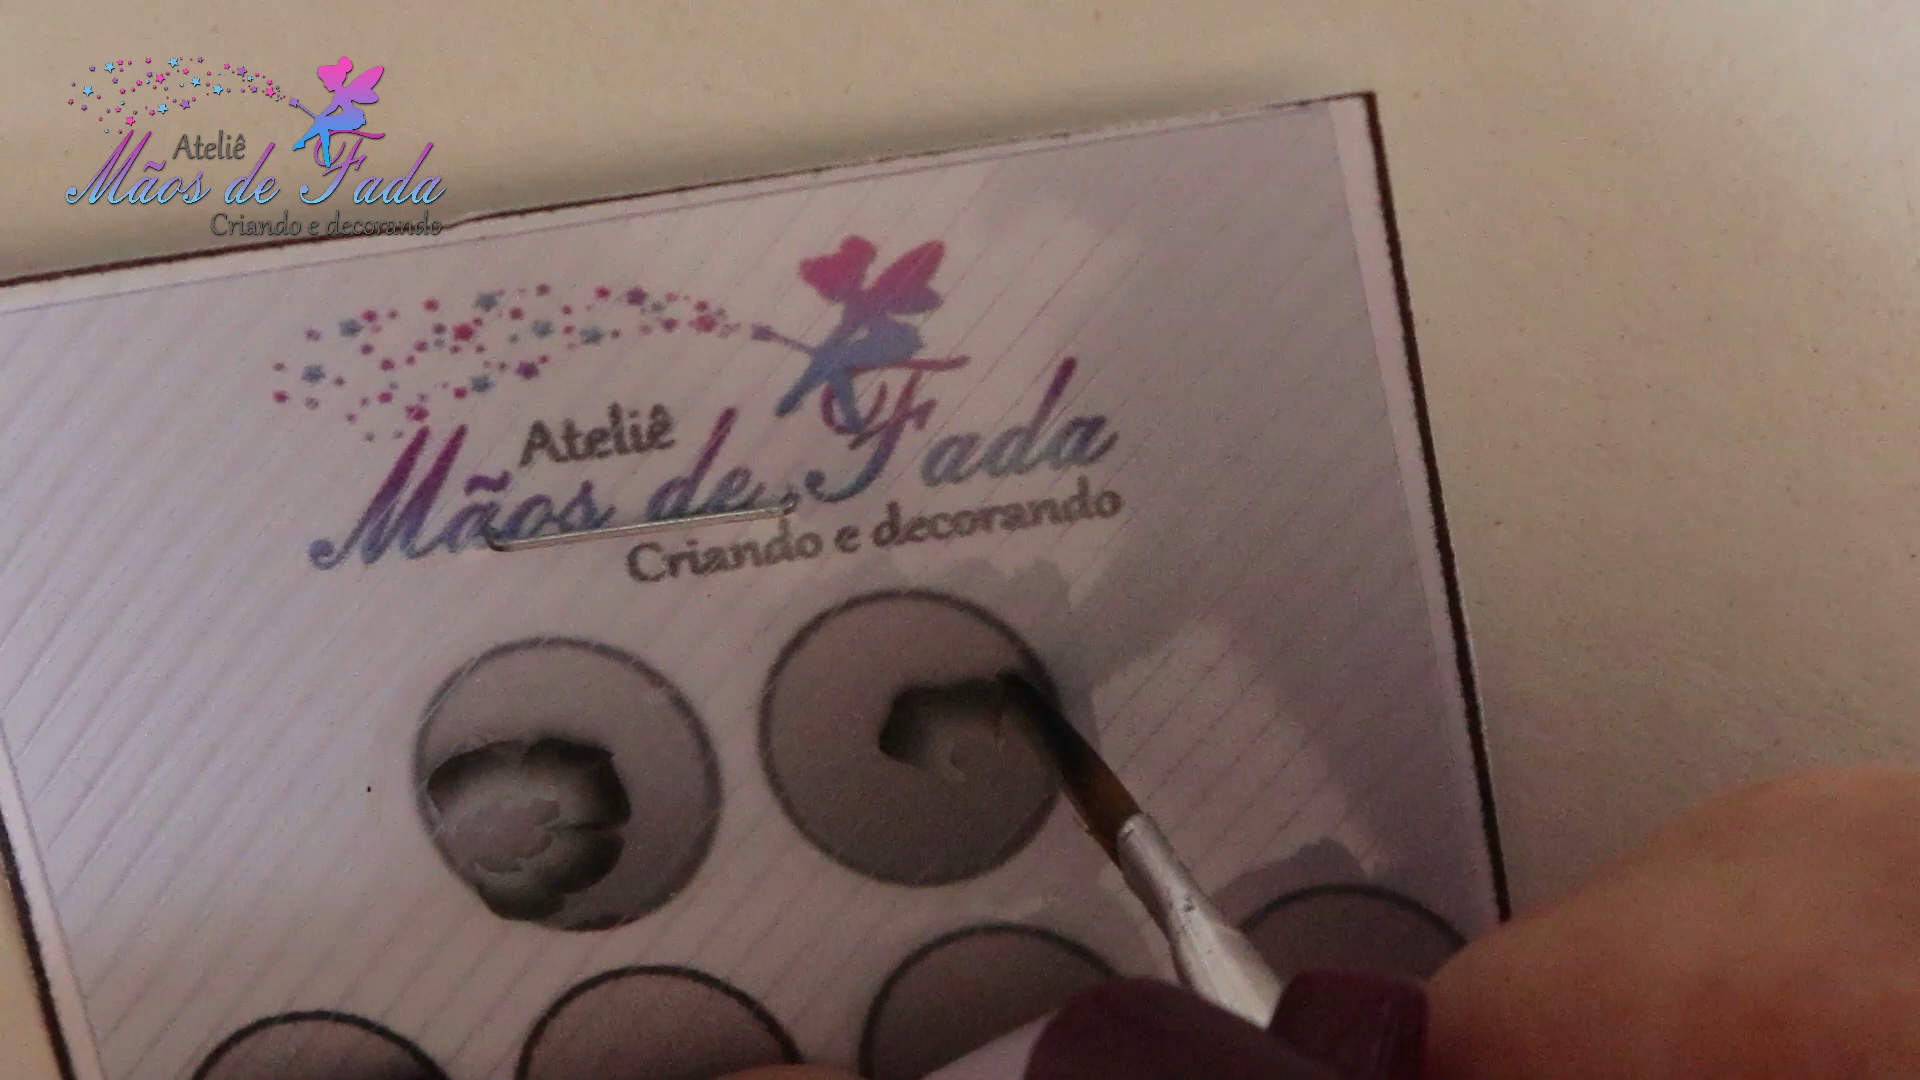 Ateliê
Mãos de Fada
Criando e decorando
Ateliê
Mãos de Fada
Criando e decorando